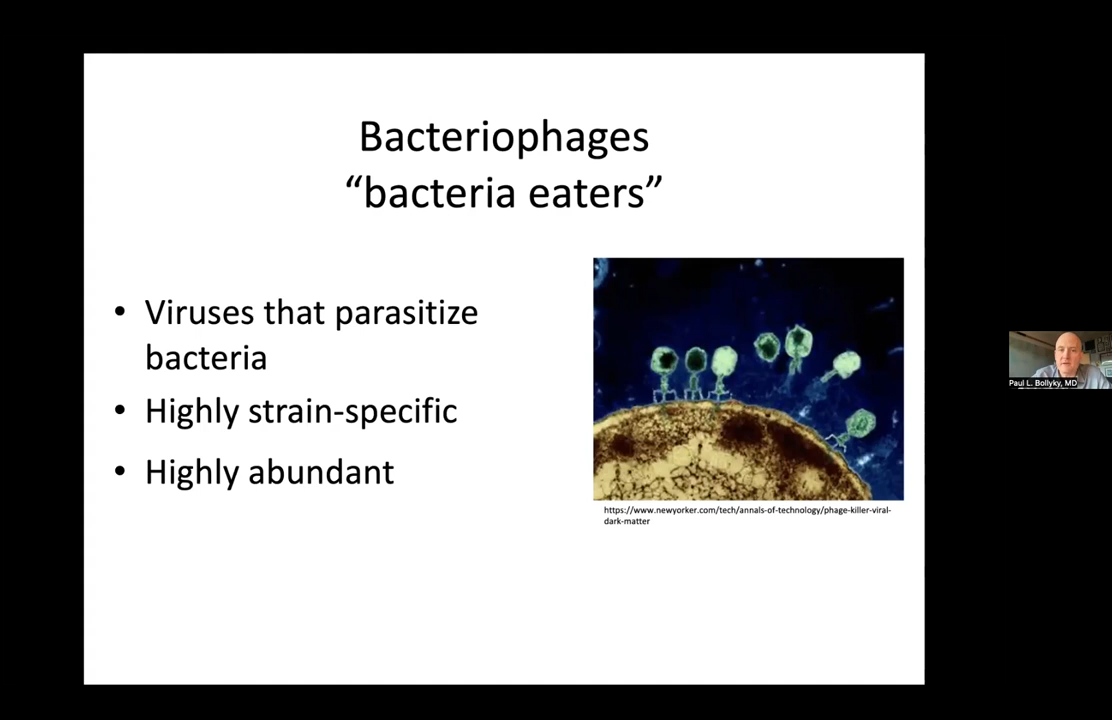 Bacteriophages
“bacteria eaters”
• Viruses that parasitize
bacteria
• Highly strain-specific
• Highly abundant
https://www.newyorker.com/tech/annals-of-technology/phage-killer-viral-
dark-matter
Paul L. Bollyky, MD